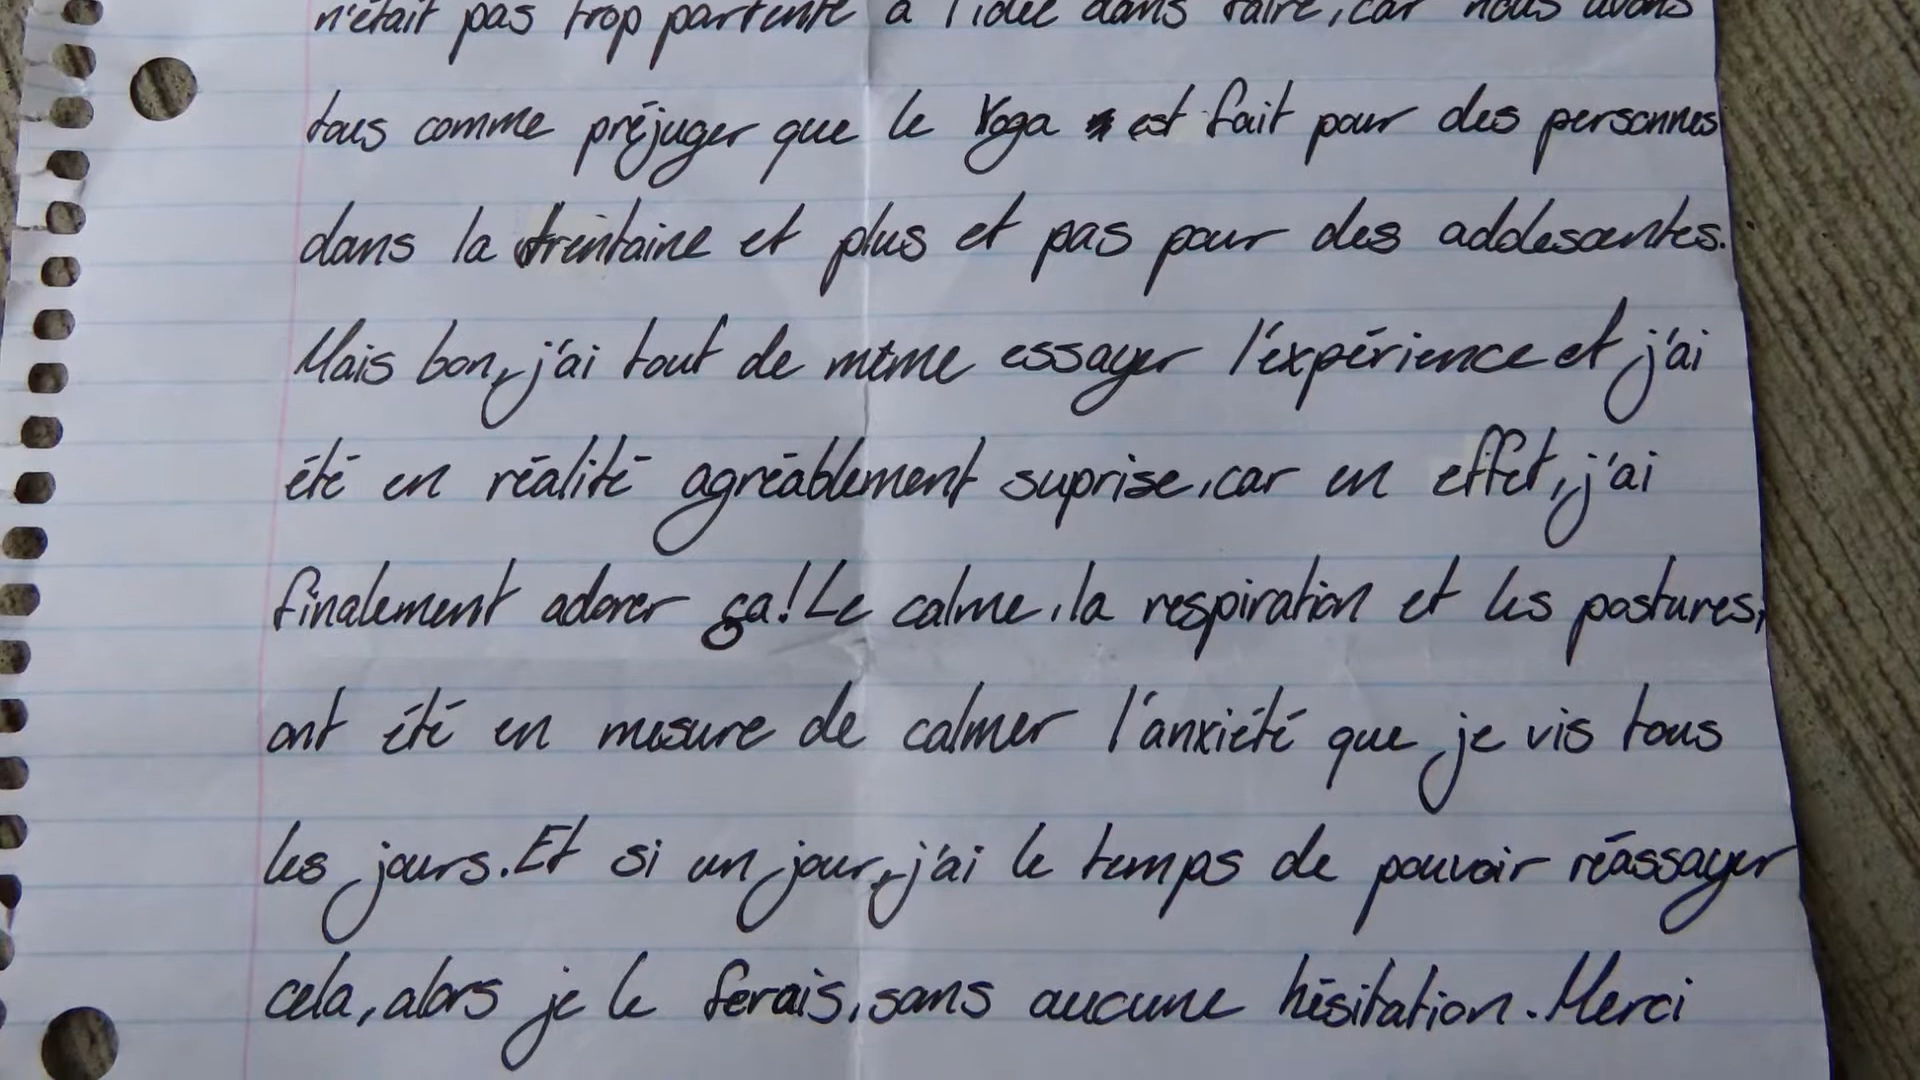 n'était pas trop partente à l'idée dans faire, car nous avons
tous comme préjuger que le Yoga est fait pour des personnes
dans la trentaine et plus et pas pour des addescentes.
Mais bon, j'ai tout de même essayer l'expérience et j'ai
été en réalité agréablement suprise, car en effet, j'ai
finalement adorer ça! Le calme, la respiration et les postures,
ont été en mesure de calmer l'anxiété que je vis tous
les jours. Et si un jour, j'ai le temps de pouvoir réassayer
cela, alors je le ferais, sans aucune hésitation. Merci